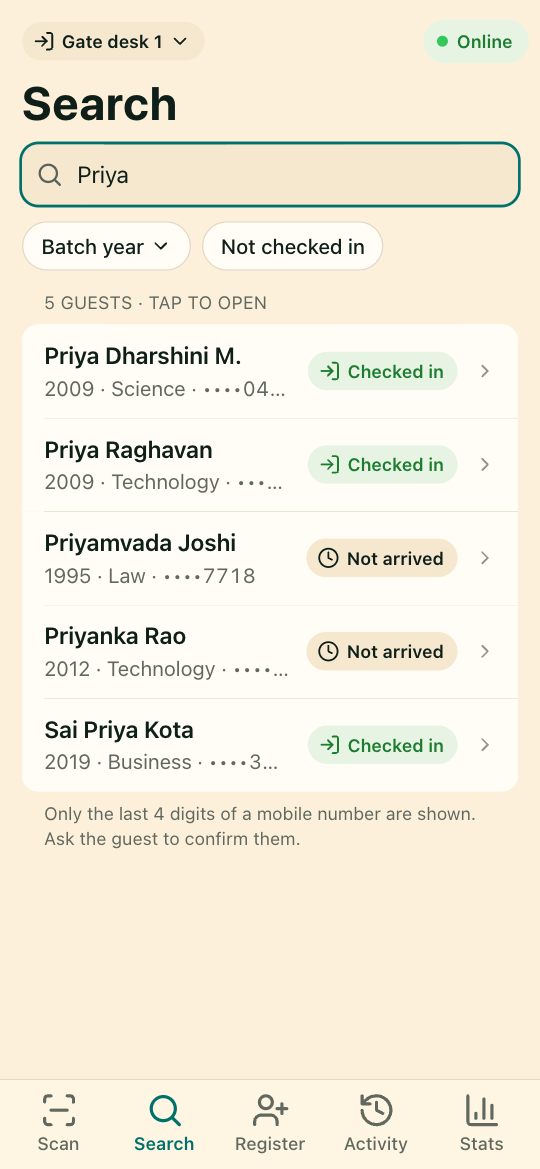 Gate desk 1
Online
Search
Priya
Batch year
Not checked in
5 GUESTS · TAP TO OPEN
Priya Dharshini M.
Checked in
2009 · Science · ••••04...
Priya Raghavan
Checked in
2009 · Technology · •••...
Priyamvada Joshi
Not arrived
1995 · Law · ••••7718
Priyanka Rao
Not arrived
2012 · Technology · ••••...
Sai Priya Kota
Checked in
2019 · Business · ••••3...
Only the last 4 digits of a mobile number are shown.
Ask the guest to confirm them.
Scan
Search
Register
Activity
Stats